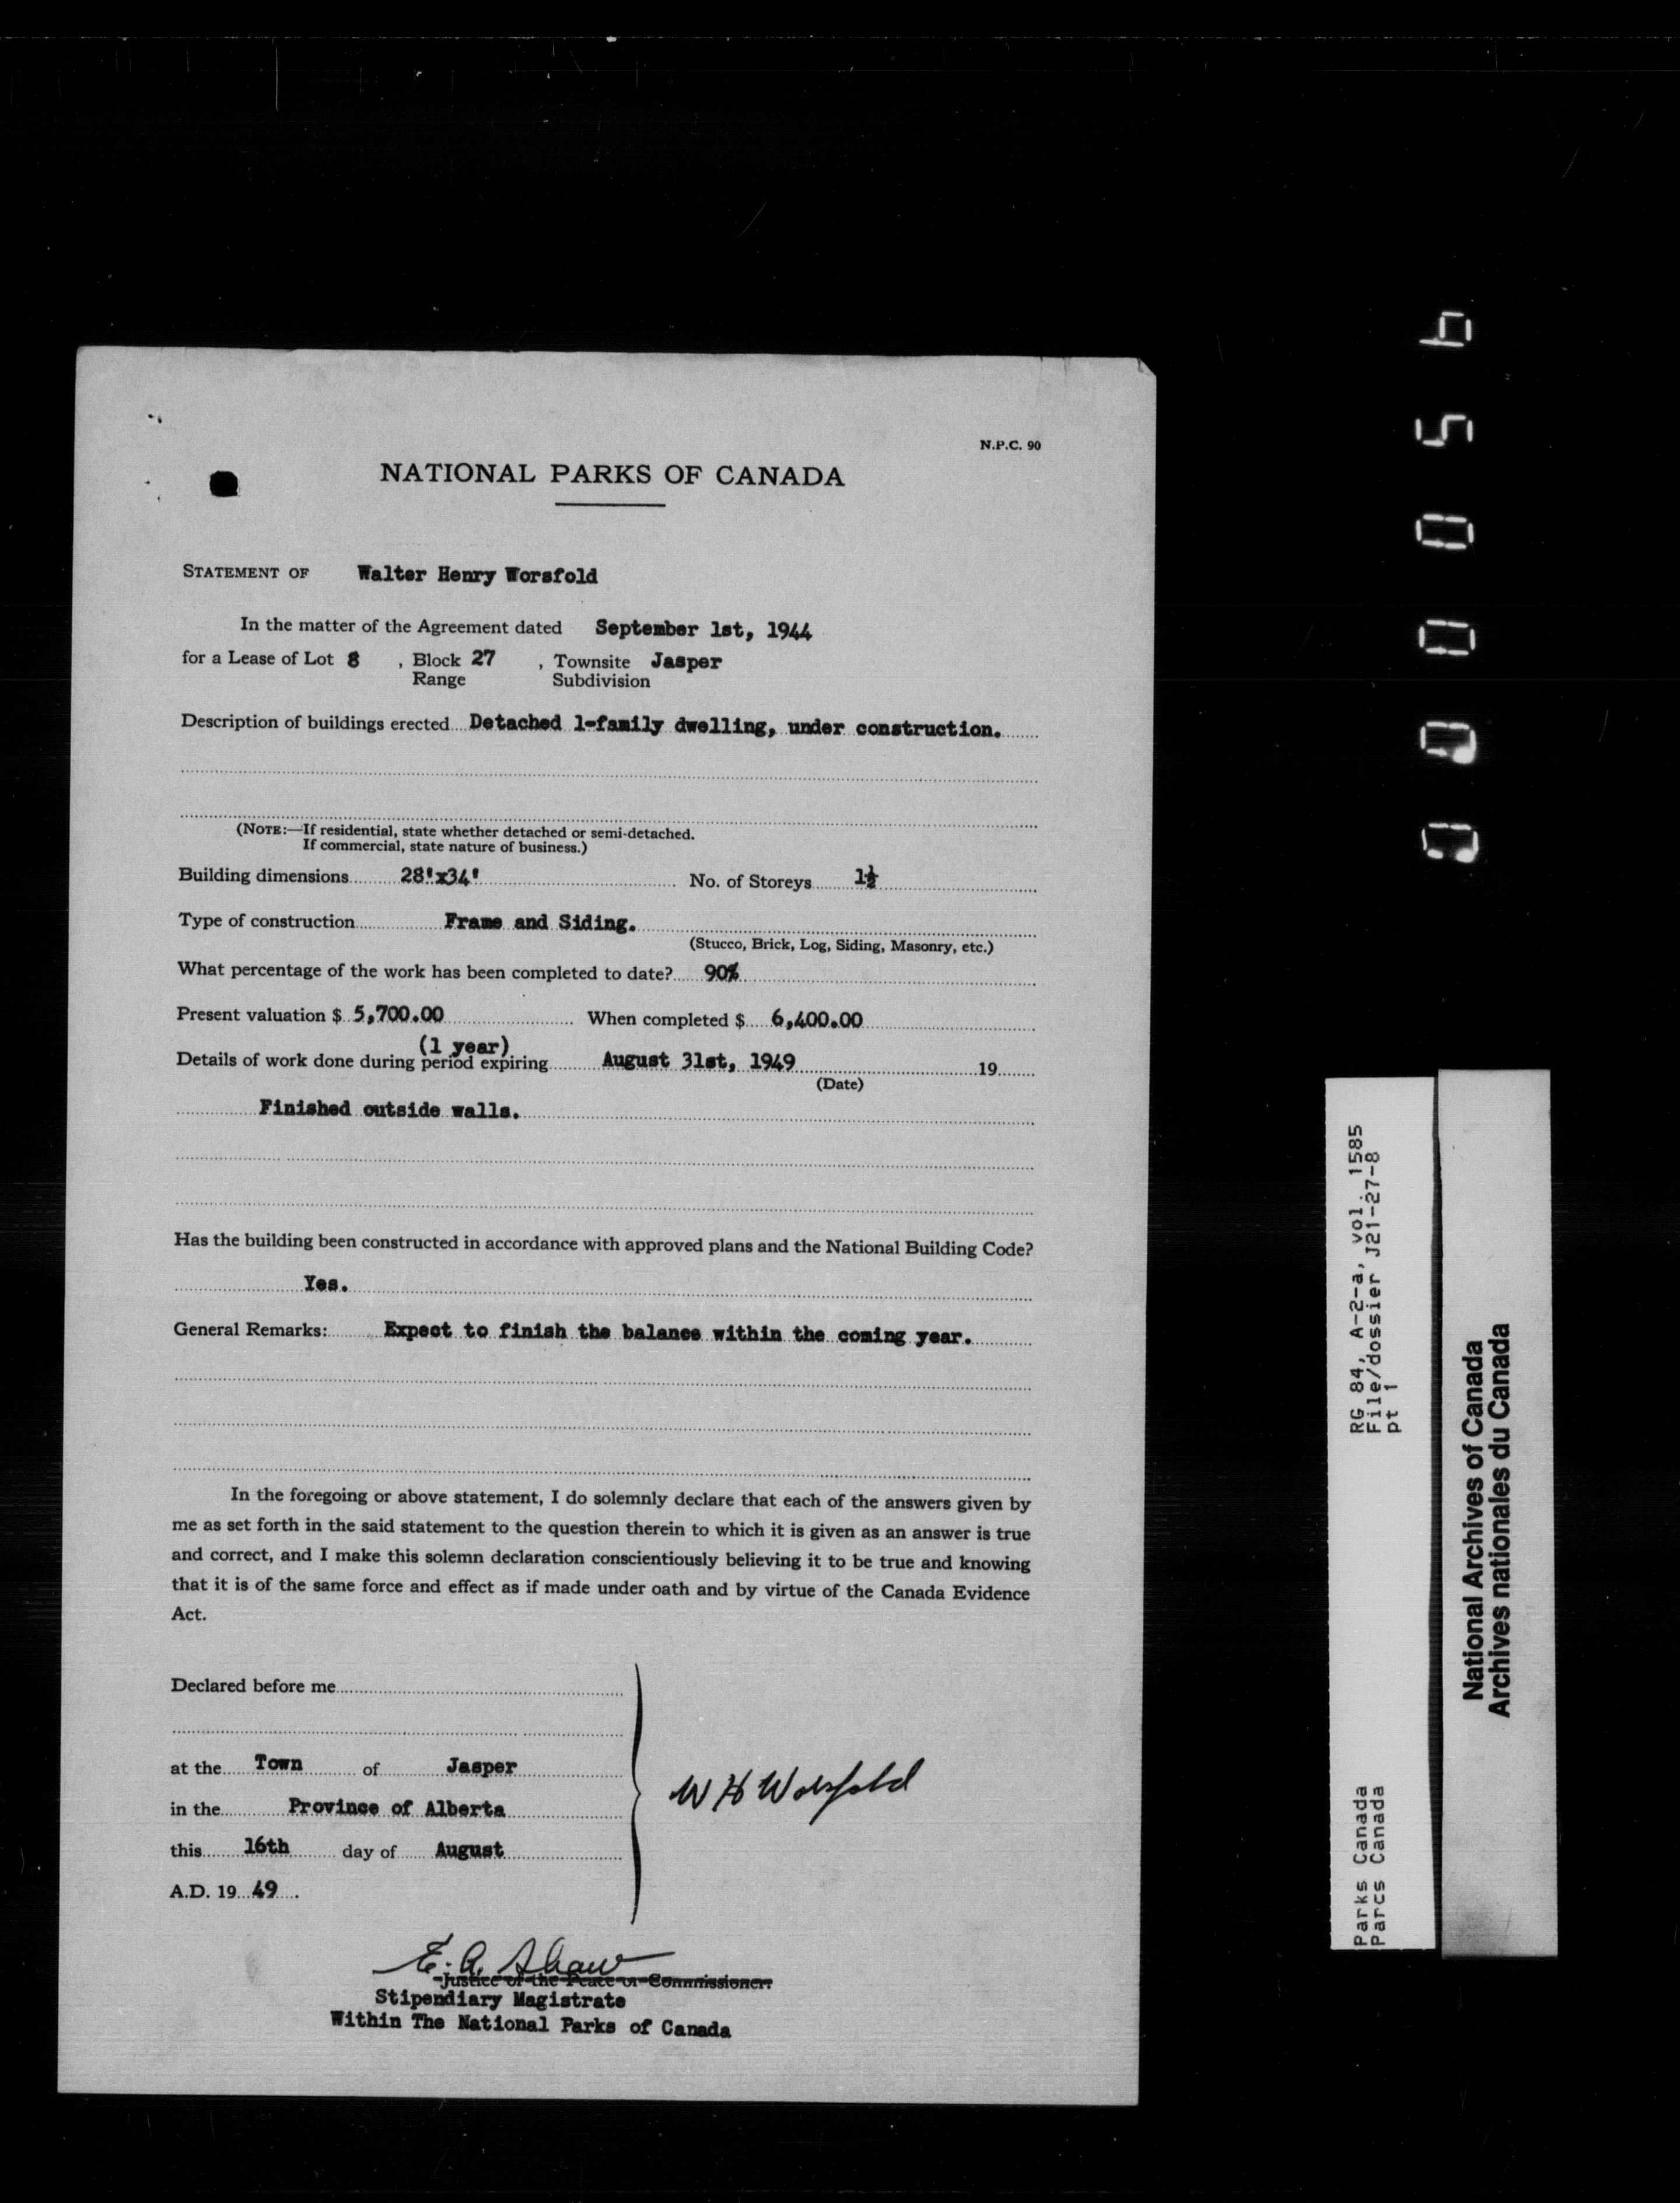 N.P.C. 90
NATIONAL PARKS OF CANADA
STATEMENT OF Walter Henry Worsfold
In the matter of the Agreement dated September 1st, 1944
for a Lease of Lot 8 , Block 27 , Townsite Jasper
Range Subdivision
Description of buildings erected Detached 1-family dwelling, under construction.
(NOTE:—If residential, state whether detached or semi-detached.
If commercial, state nature of business.)
Building dimensions 28'x34' No. of Storeys 1½
Type of construction Frame and Siding.
(Stucco, Brick, Log, Siding, Masonry, etc.)
What percentage of the work has been completed to date? 90%
Present valuation $ 5,700.00 When completed $ 6,400.00
(1 year)
Details of work done during period expiring August 31st, 1949 19
(Date)
Finished outside walls.
Has the building been constructed in accordance with approved plans and the National Building Code?
Yes.
General Remarks: Expect to finish the balance within the coming year.
In the foregoing or above statement, I do solemnly declare that each of the answers given by
me as set forth in the said statement to the question therein to which it is given as an answer is true
and correct, and I make this solemn declaration conscientiously believing it to be true and knowing
that it is of the same force and effect as if made under oath and by virtue of the Canada Evidence
Act.
Declared before me
at the Town of Jasper
in the Province of Alberta
this 16th day of August
A.D. 19 49 .
W H Worsfold
E. A. Shaw
Justice of the Peace or Commissioner.
Stipendiary Magistrate
Within The National Parks of Canada
RG 84, A-2-a, vol. 1585
File/dossier J21-27-8
pt 1
Parks Canada
Parcs Canada
National Archives of Canada
Archives nationales du Canada